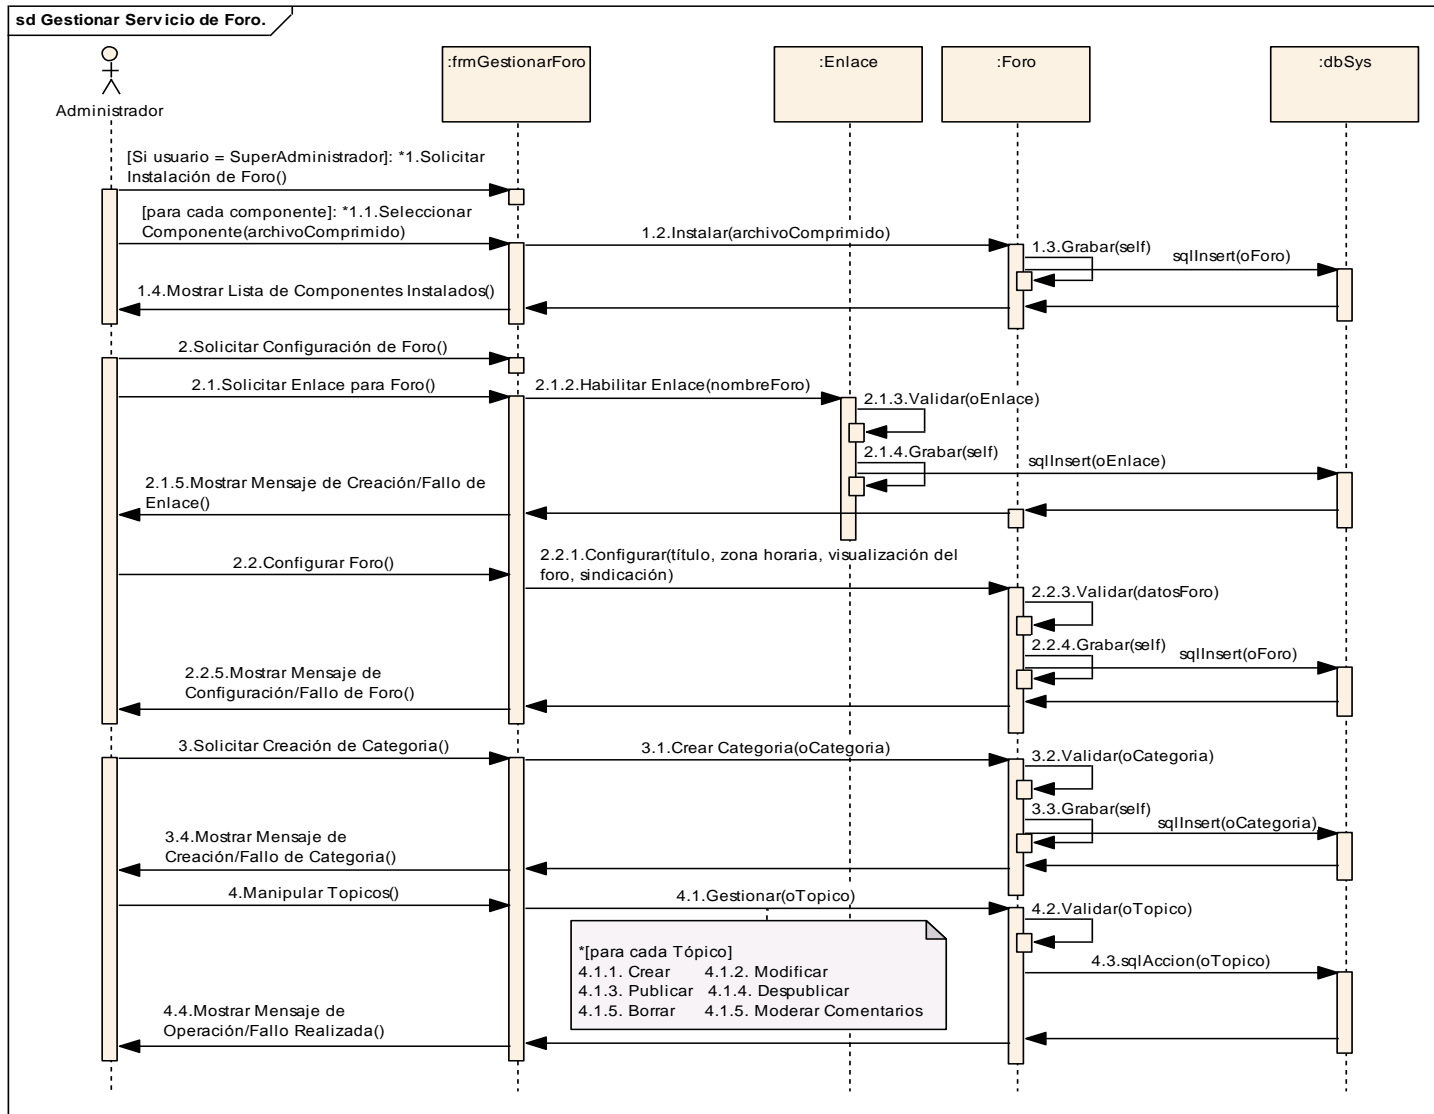 sd Gestionar Servicio de Foro.
:frmGestionarForo
:Enlace
:Foro
:dbSys
Administrador
[Si usuario = SuperAdministrador]: *1.Solicitar
Instalación de Foro()
[para cada componente]: *1.1.Seleccionar
Componente(archivoComprimido)
1.2.Instalar(archivoComprimido)
1.3.Grabar(self)
sqlInsert(oForo)
1.4.Mostrar Lista de Componentes Instalados()
2.Solicitar Configuración de Foro()
2.1.Solicitar Enlace para Foro()
2.1.2.Habilitar Enlace(nombreForo)
2.1.3.Validar(oEnlace)
2.1.4.Grabar(self)
sqlInsert(oEnlace)
2.1.5.Mostrar Mensaje de Creación/Fallo de
Enlace()
2.2.Configurar Foro()
2.2.1.Configurar(título, zona horaria, visualización del
foro, sindicación)
2.2.3.Validar(datosForo)
2.2.4.Grabar(self)
sqlInsert(oForo)
2.2.5.Mostrar Mensaje de
Configuración/Fallo de Foro()
3.Solicitar Creación de Categoria()
3.1.Crear Categoria(oCategoria)
3.2.Validar(oCategoria)
3.3.Grabar(self)
sqlInsert(oCategoria)
3.4.Mostrar Mensaje de
Creación/Fallo de Categoria()
4.Manipular Topicos()
4.1.Gestionar(oTopico)
4.2.Validar(oTopico)
*[para cada Tópico]
4.1.1. Crear 4.1.2. Modificar
4.1.3. Publicar 4.1.4. Despublicar
4.1.5. Borrar 4.1.5. Moderar Comentarios
4.3.sqlAccion(oTopico)
4.4.Mostrar Mensaje de
Operación/Fallo Realizada()